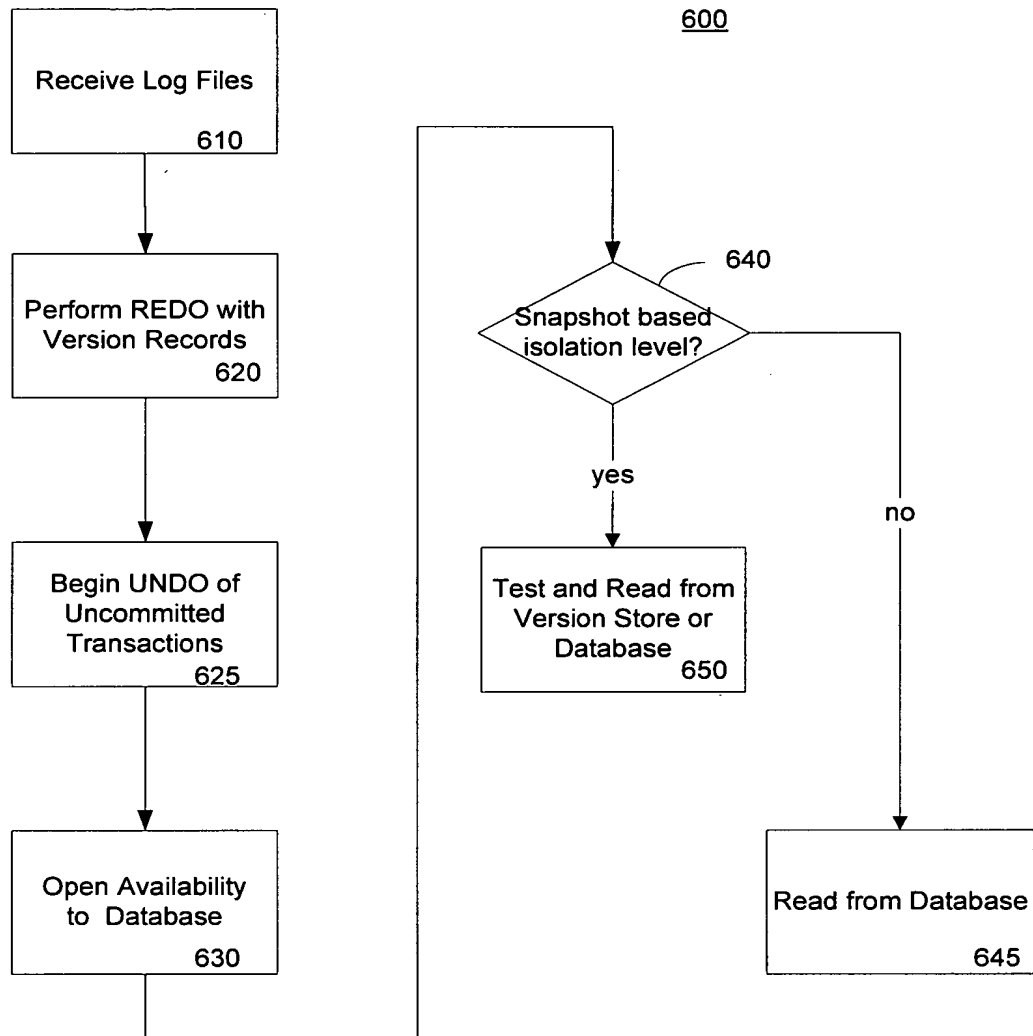 600
Receive Log Files
610
Perform REDO with
Version Records
620
Begin UNDO of
Uncommitted
Transactions
625
Open Availability
to Database
630
640
Snapshot based
isolation level?
yes
no
Test and Read from
Version Store or
Database
650
Read from Database
645